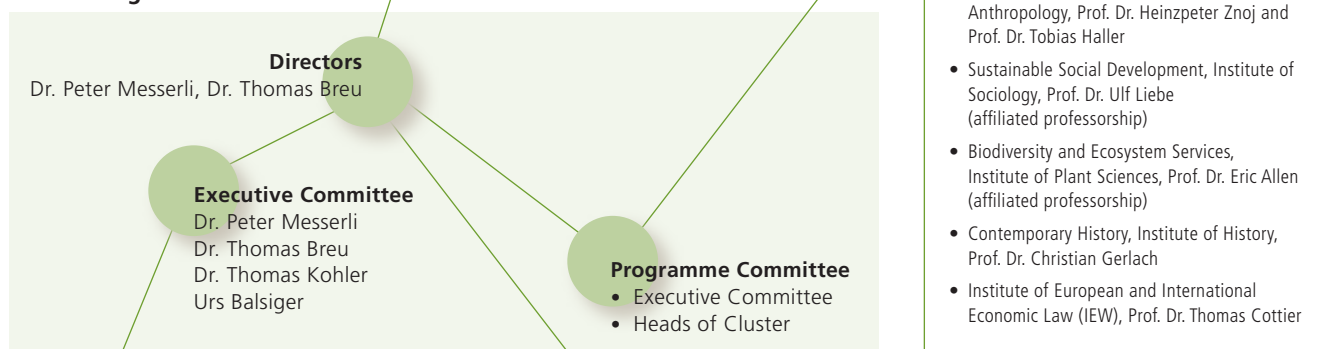 Directors
Dr. Peter Messerli, Dr. Thomas Breu
Executive Committee
Dr. Peter Messerli
Dr. Thomas Breu
Dr. Thomas Kohler
Urs Balsiger
Programme Committee
• Executive Committee
• Heads of Cluster
Anthropology, Prof. Dr. Heinzpeter Znoj and
Prof. Dr. Tobias Haller
• Sustainable Social Development, Institute of
Sociology, Prof. Dr. Ulf Liebe
(affiliated professorship)
• Biodiversity and Ecosystem Services,
Institute of Plant Sciences, Prof. Dr. Eric Allen
(affiliated professorship)
• Contemporary History, Institute of History,
Prof. Dr. Christian Gerlach
• Institute of European and International
Economic Law (IEW), Prof. Dr. Thomas Cottier